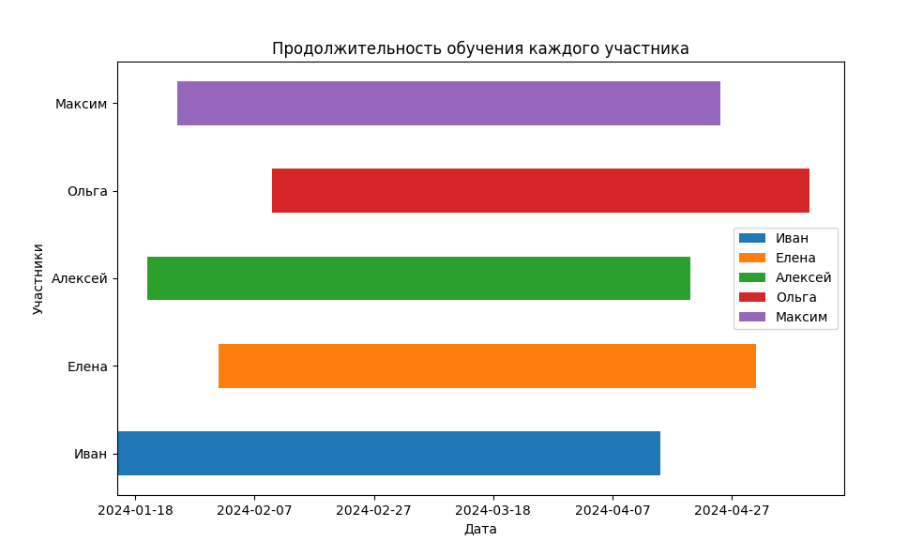 Продолжительность обучения каждого участника
Участники
Максим
Ольга
Алексей
Елена
Иван
Иван
Елена
Алексей
Ольга
Максим
2024-01-18 2024-02-07 2024-02-27 2024-03-18 2024-04-07 2024-04-27
Дата